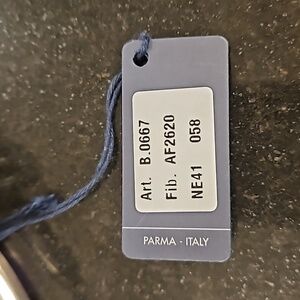 Art. B.0667
Fib. AF2620
NE41 058
PARMA - ITALY